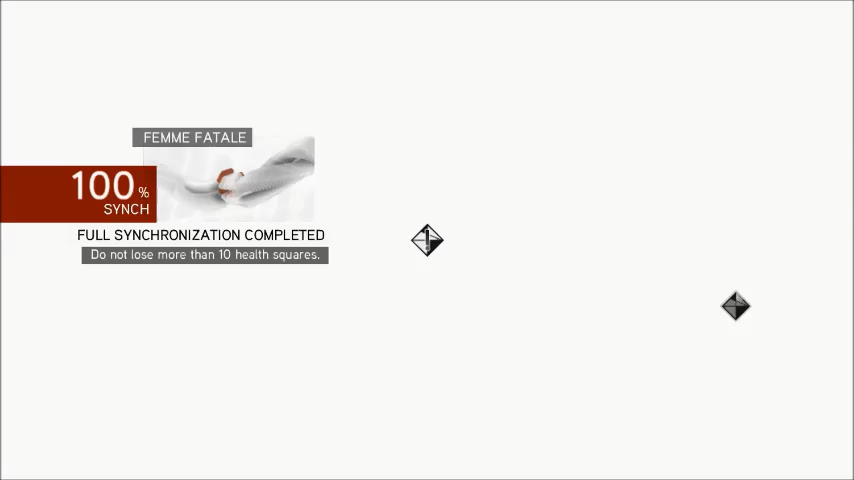 FEMME FATALE
100 %
SYNCH
FULL SYNCHRONIZATION COMPLETED
Do not lose more than 10 health squares.